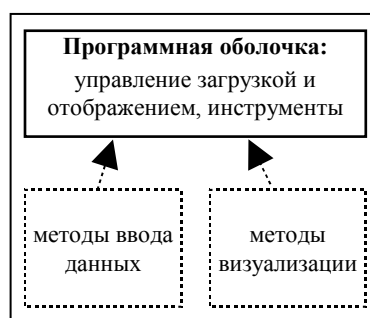 Программная оболочка:
управление загрузкой и
отображением, инструменты
методы ввода
данных
методы
визуализации